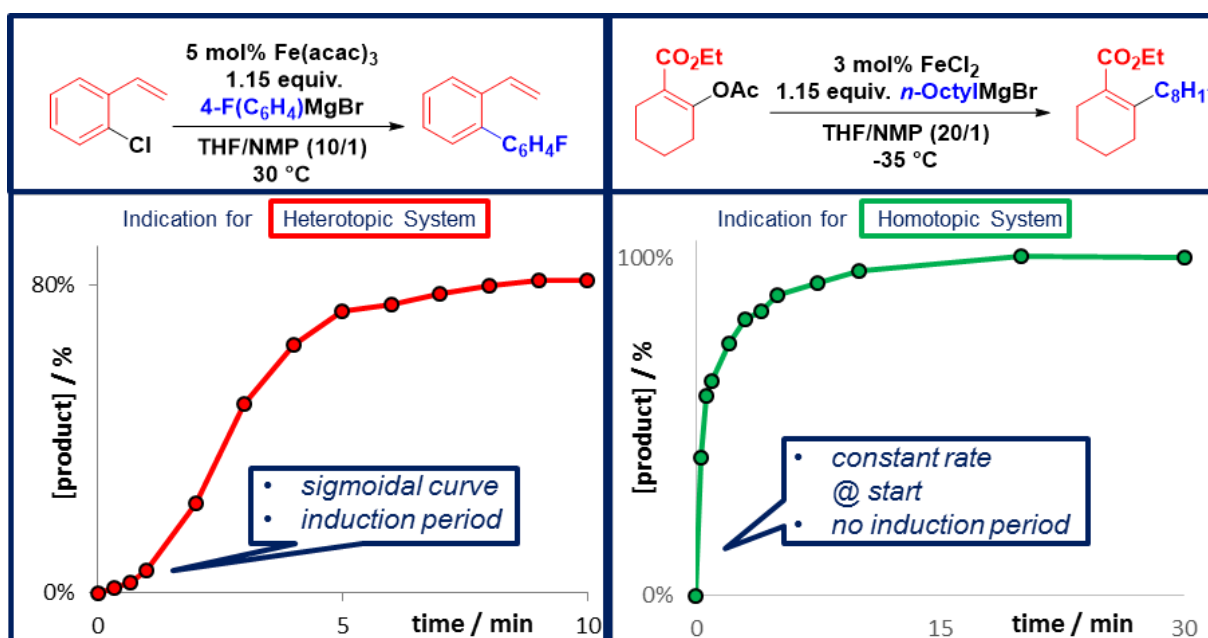 5 mol% Fe(acac)3
1.15 equiv.
4-F(C6H4)MgBr
Cl
THF/NMP (10/1)
30 °C
C6H4F
CO2Et
OAc
3 mol% FeCl2
1.15 equiv. n-OctylMgBr
THF/NMP (20/1)
-35 °C
CO2Et
C8H1
Indication for Heterotopic System
80%
0%
[product] / %
• sigmoidal curve
• induction period
0
5
10
time / min
Indication for Homotopic System
100%
0%
[product] / %
• constant rate
@ start
• no induction period
0
15
30
time / min